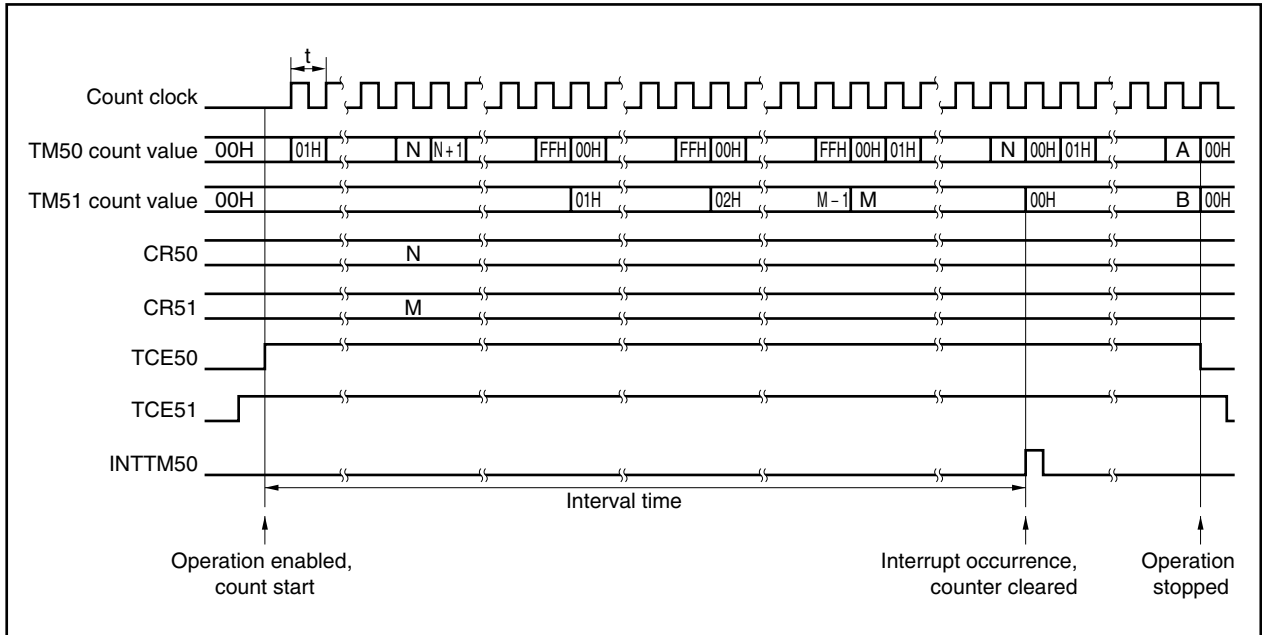 t
Count clock
TM50 count value 00H 01H N N + 1 FFH 00H FFH 00H FFH 00H 01H N 00H 01H A 00H
TM51 count value 00H 01H 02H M – 1 M 00H B 00H
CR50 N
CR51 M
TCE50
TCE51
INTTM50
Interval time
Operation enabled,
count start
Interrupt occurrence,
counter cleared
Operation
stopped